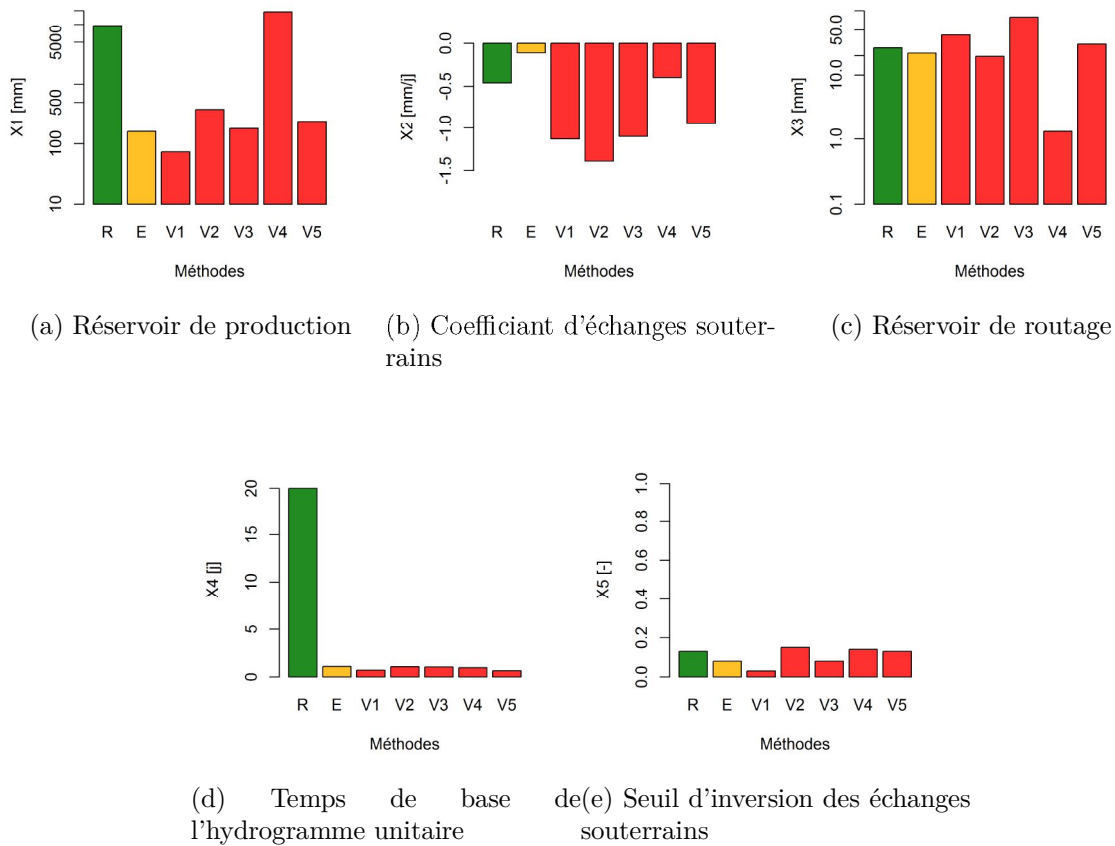 X1 [mm]
5000
500
100
10
R E V1 V2 V3 V4 V5
Méthodes
(a) Réservoir de production
X2 [mm/j]
0.0
-0.5
-1.0
-1.5
R E V1 V2 V3 V4 V5
Méthodes
(b) Coefficiant d'échanges souter-
rains
X3 [mm]
50.0
10.0
1.0
0.1
R E V1 V2 V3 V4 V5
Méthodes
(c) Réservoir de routage
X4 [j]
20
15
10
5
0
R E V1 V2 V3 V4 V5
Méthodes
(d) Temps de base de
l'hydrogramme unitaire
X5 [-]
1.0
0.8
0.6
0.4
0.2
0.0
R E V1 V2 V3 V4 V5
Méthodes
(e) Seuil d'inversion des échanges
souterrains